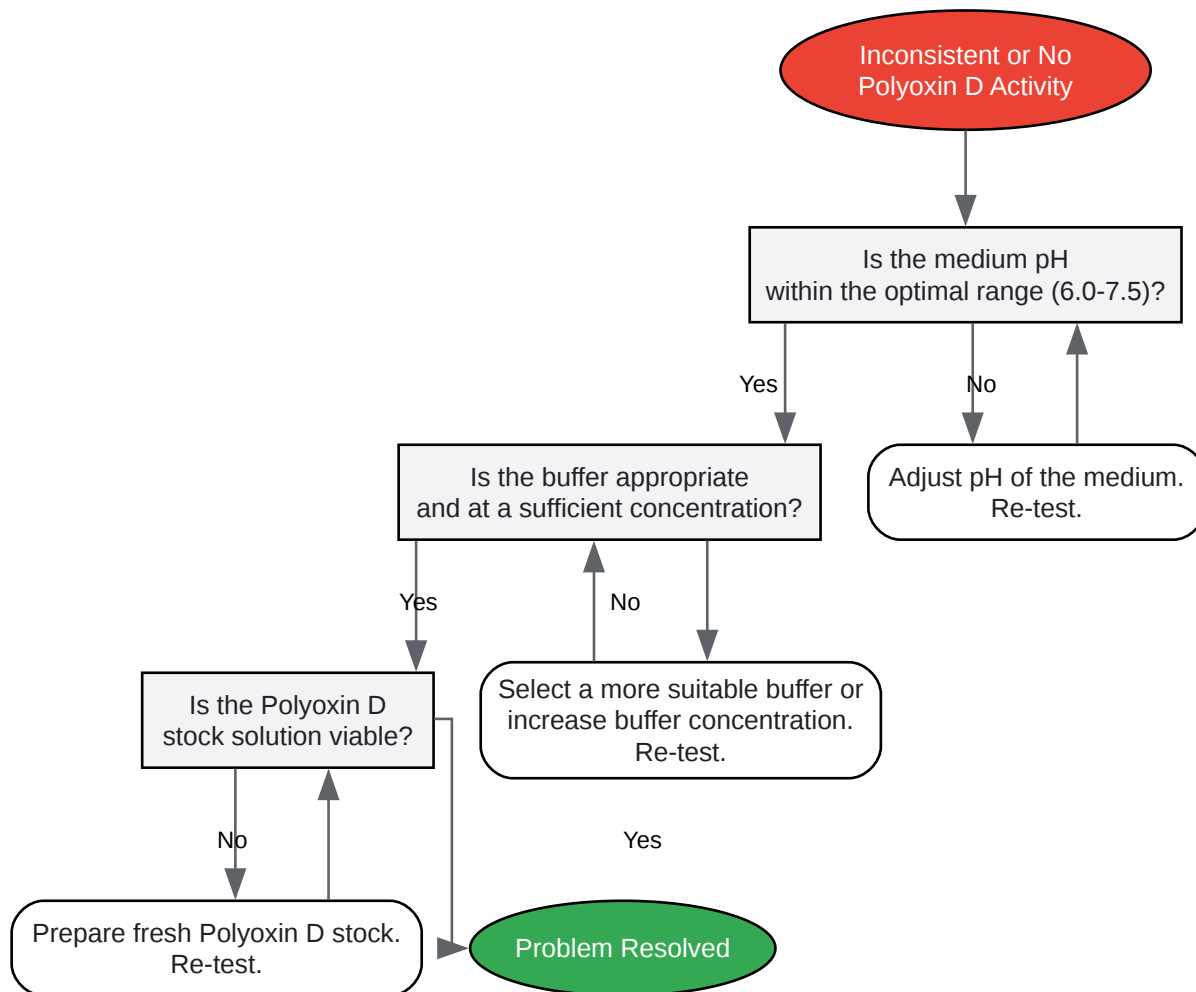 Inconsistent or No
Polyoxin D Activity
Is the medium pH
within the optimal range (6.0-7.5)?
Yes
No
Is the buffer appropriate
and at a sufficient concentration?
Adjust pH of the medium.
Re-test.
Yes
No
Is the Polyoxin D
stock solution viable?
Select a more suitable buffer or
increase buffer concentration.
Re-test.
No
Yes
Prepare fresh Polyoxin D stock.
Re-test.
Problem Resolved